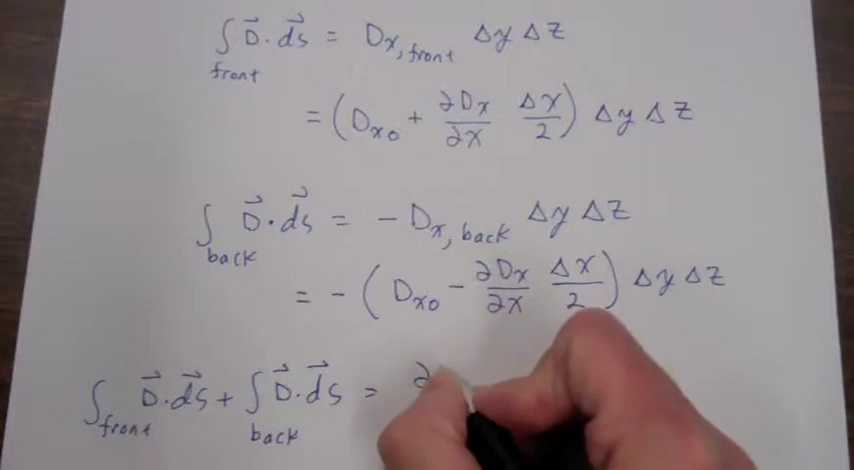 ∫front D⃗·ds⃗ = Dx,front Δy Δz
= (Dx0 + ∂Dx/∂x Δx/2) Δy Δz
∫back D⃗·ds⃗ = − Dx,back Δy Δz
= − (Dx0 − ∂Dx/∂x Δx/2) Δy Δz
∫front D⃗·ds⃗ + ∫back D⃗·ds⃗ = ∂